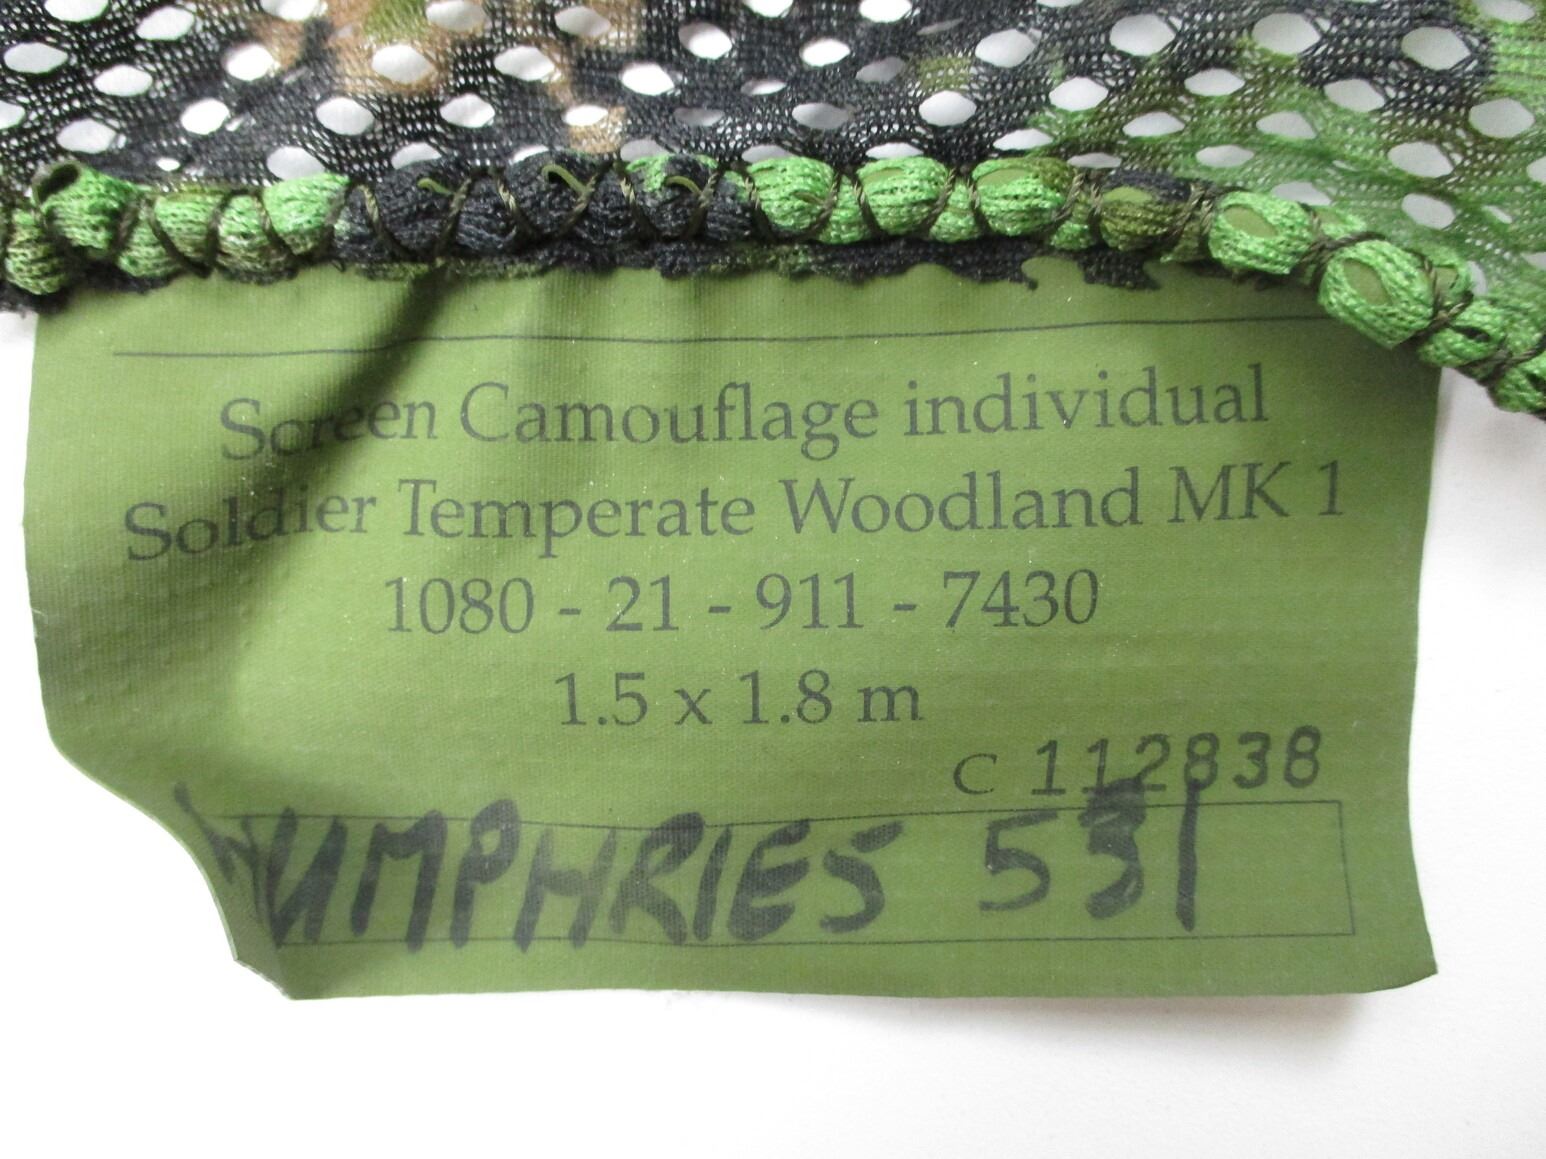 Screen Camouflage individual
Soldier Temperate Woodland MK 1
1080 - 21 - 911 - 7430
1.5 x 1.8 m
C 112838
HUMPHRIES 531